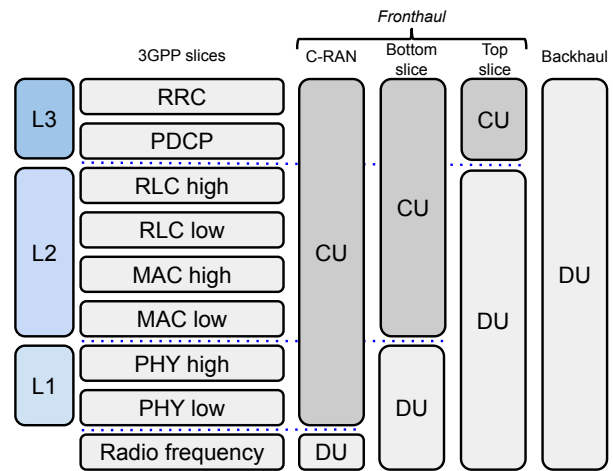 Fronthaul
3GPP slices
C-RAN
Bottom
slice
Top
slice
Backhaul
L3
RRC
PDCP
L2
RLC high
RLC low
MAC high
MAC low
L1
PHY high
PHY low
Radio frequency
CU
DU
CU
DU
CU
DU
DU